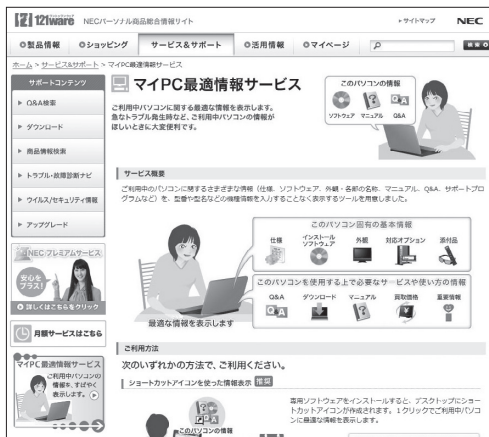 121ware NECパーソナル商品総合情報サイト
サイトマップ NEC
製品情報 ショッピング サービス&サポート 活用情報 マイページ 検索
ホーム > サービス&サポート > マイPC最適情報サービス
サポートコンテンツ
Q&A検索
ダウンロード
商品情報検索
トラブル・故障診断ナビ
ウイルス/セキュリティ情報
アップグレード
NECプレミアムサービス
安心を
プラス!
詳しくはこちらをクリック
月額サービスはこちら
マイPC最適情報サービス
ご利用中パソコンの
情報を、すばやく
表示します。
マイPC最適情報サービス
ご利用中パソコンに関する最適な情報を表示します。
急なトラブル発生時など、ご利用中パソコンの情報が
ほしいときに大変便利です。
このパソコンの情報
ソフトウェア マニュアル Q&A
サービス概要
ご利用中のパソコンに関するさまざまな情報（仕様、ソフトウェア、外観・各部の名称、マニュアル、Q&A、サポートプロ
グラムなど）を、型番や型名などの機種情報を入力することなく表示するツールを用意しました。
このパソコン固有の基本情報
仕様 インストールソフトウェア 外観 対応オプション 添付品
このパソコンを使用する上で必要なサービスや使い方の情報
Q&A ダウンロード マニュアル 買取価格 重要情報
最適な情報を表示します
ご利用方法
次のいずれかの方法で、ご利用ください。
ショートカットアイコンを使った情報表示 推奨
このパソコンの情報
専用ソフトウェアをインストールすると、デスクトップにショー
トカットアイコンが作成されます。1クリックでご利用中パソコ
ンに最適な情報を表示します。